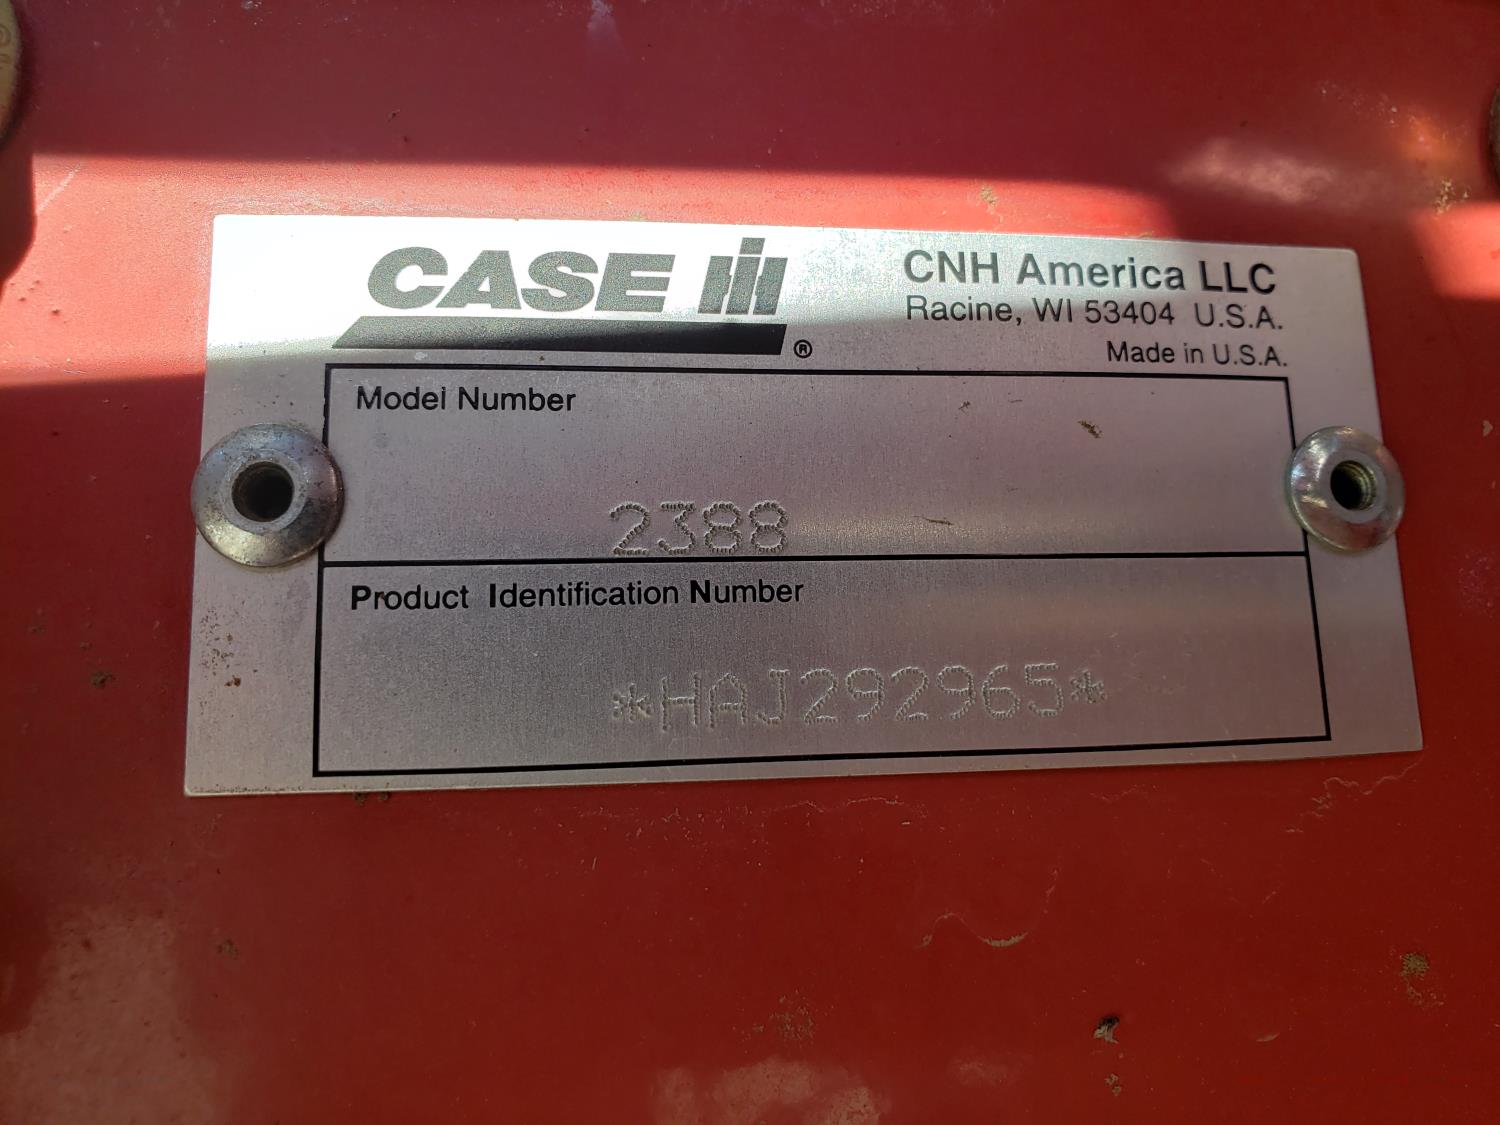 CASE IH ®
CNH America LLC
Racine, WI 53404 U.S.A.
Made in U.S.A.
Model Number
2388
Product Identification Number
*HAJ292965*